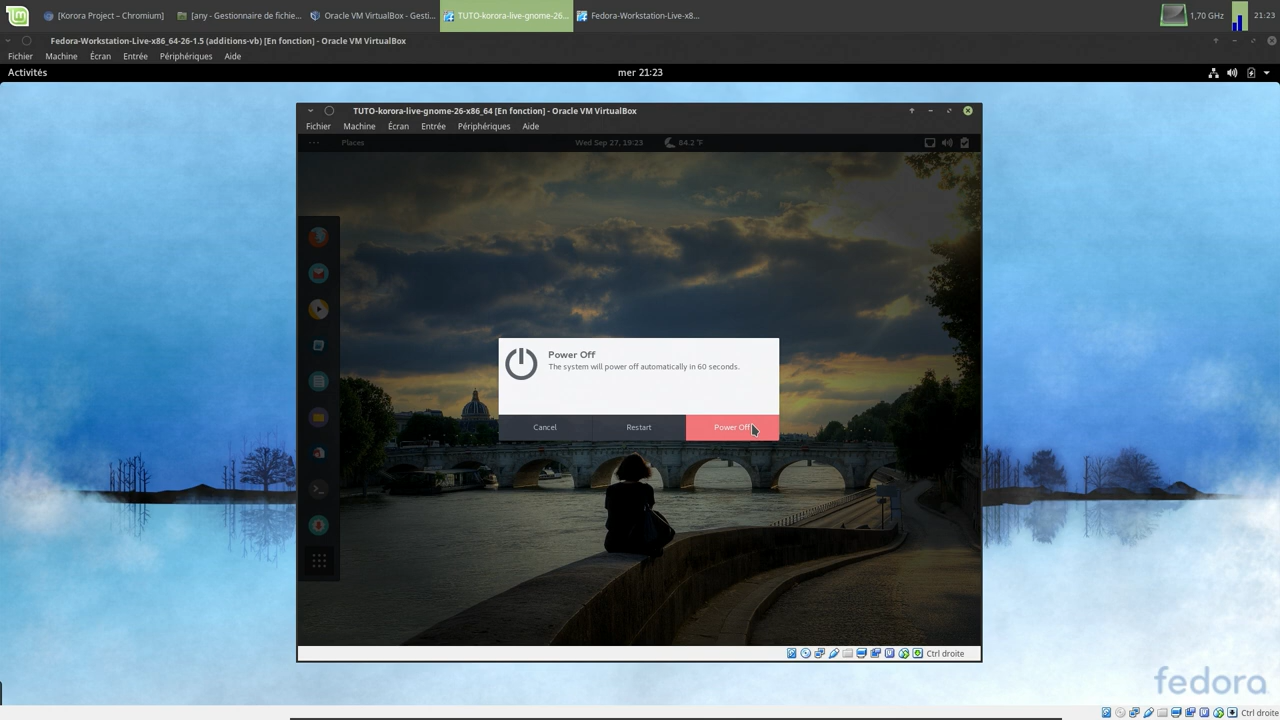 [Korora Project – Chromium]
[any - Gestionnaire de fichie...
Oracle VM VirtualBox - Gesti...
TUTO-korora-live-gnome-26...
Fedora-Workstation-Live-x8...
1,70 GHz
21:23
Fedora-Workstation-Live-x86_64-26-1.5 (additions-vb) [En fonction] - Oracle VM VirtualBox
Fichier Machine Écran Entrée Périphériques Aide
Activités
mer 21:23
TUTO-korora-live-gnome-26-x86_64 [En fonction] - Oracle VM VirtualBox
Fichier Machine Écran Entrée Périphériques Aide
Places
Wed Sep 27, 19:23
84.2 °F
Power Off
The system will power off automatically in 60 seconds.
Cancel
Restart
Power Off
Ctrl droite
fedora
Ctrl droite